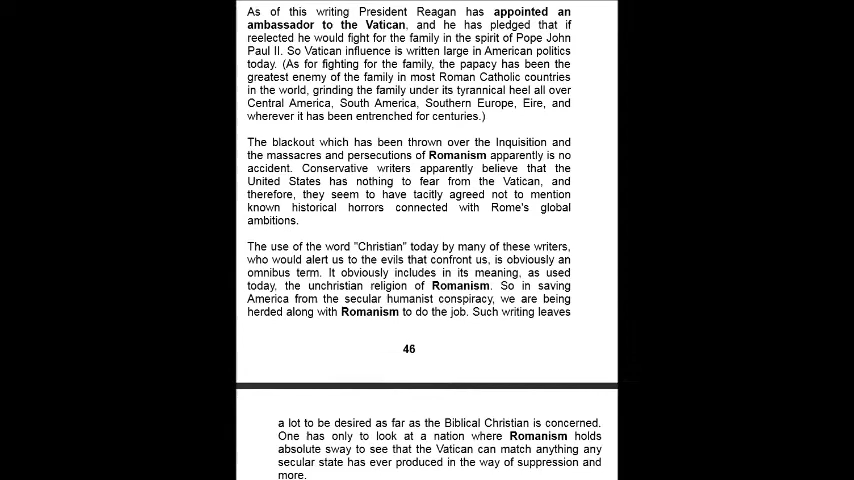 As of this writing President Reagan has appointed an
ambassador to the Vatican, and he has pledged that if
reelected he would fight for the family in the spirit of Pope John
Paul II. So Vatican influence is written large in American politics
today. (As for fighting for the family, the papacy has been the
greatest enemy of the family in most Roman Catholic countries
in the world, grinding the family under its tyrannical heel all over
Central America, South America, Southern Europe, Eire, and
wherever it has been entrenched for centuries.)
The blackout which has been thrown over the Inquisition and
the massacres and persecutions of Romanism apparently is no
accident. Conservative writers apparently believe that the
United States has nothing to fear from the Vatican, and
therefore, they seem to have tacitly agreed not to mention
known historical horrors connected with Rome's global
ambitions.
The use of the word "Christian" today by many of these writers,
who would alert us to the evils that confront us, is obviously an
omnibus term. It obviously includes in its meaning, as used
today, the unchristian religion of Romanism. So in saving
America from the secular humanist conspiracy, we are being
herded along with Romanism to do the job. Such writing leaves
46
a lot to be desired as far as the Biblical Christian is concerned.
One has only to look at a nation where Romanism holds
absolute sway to see that the Vatican can match anything any
secular state has ever produced in the way of suppression and
more.